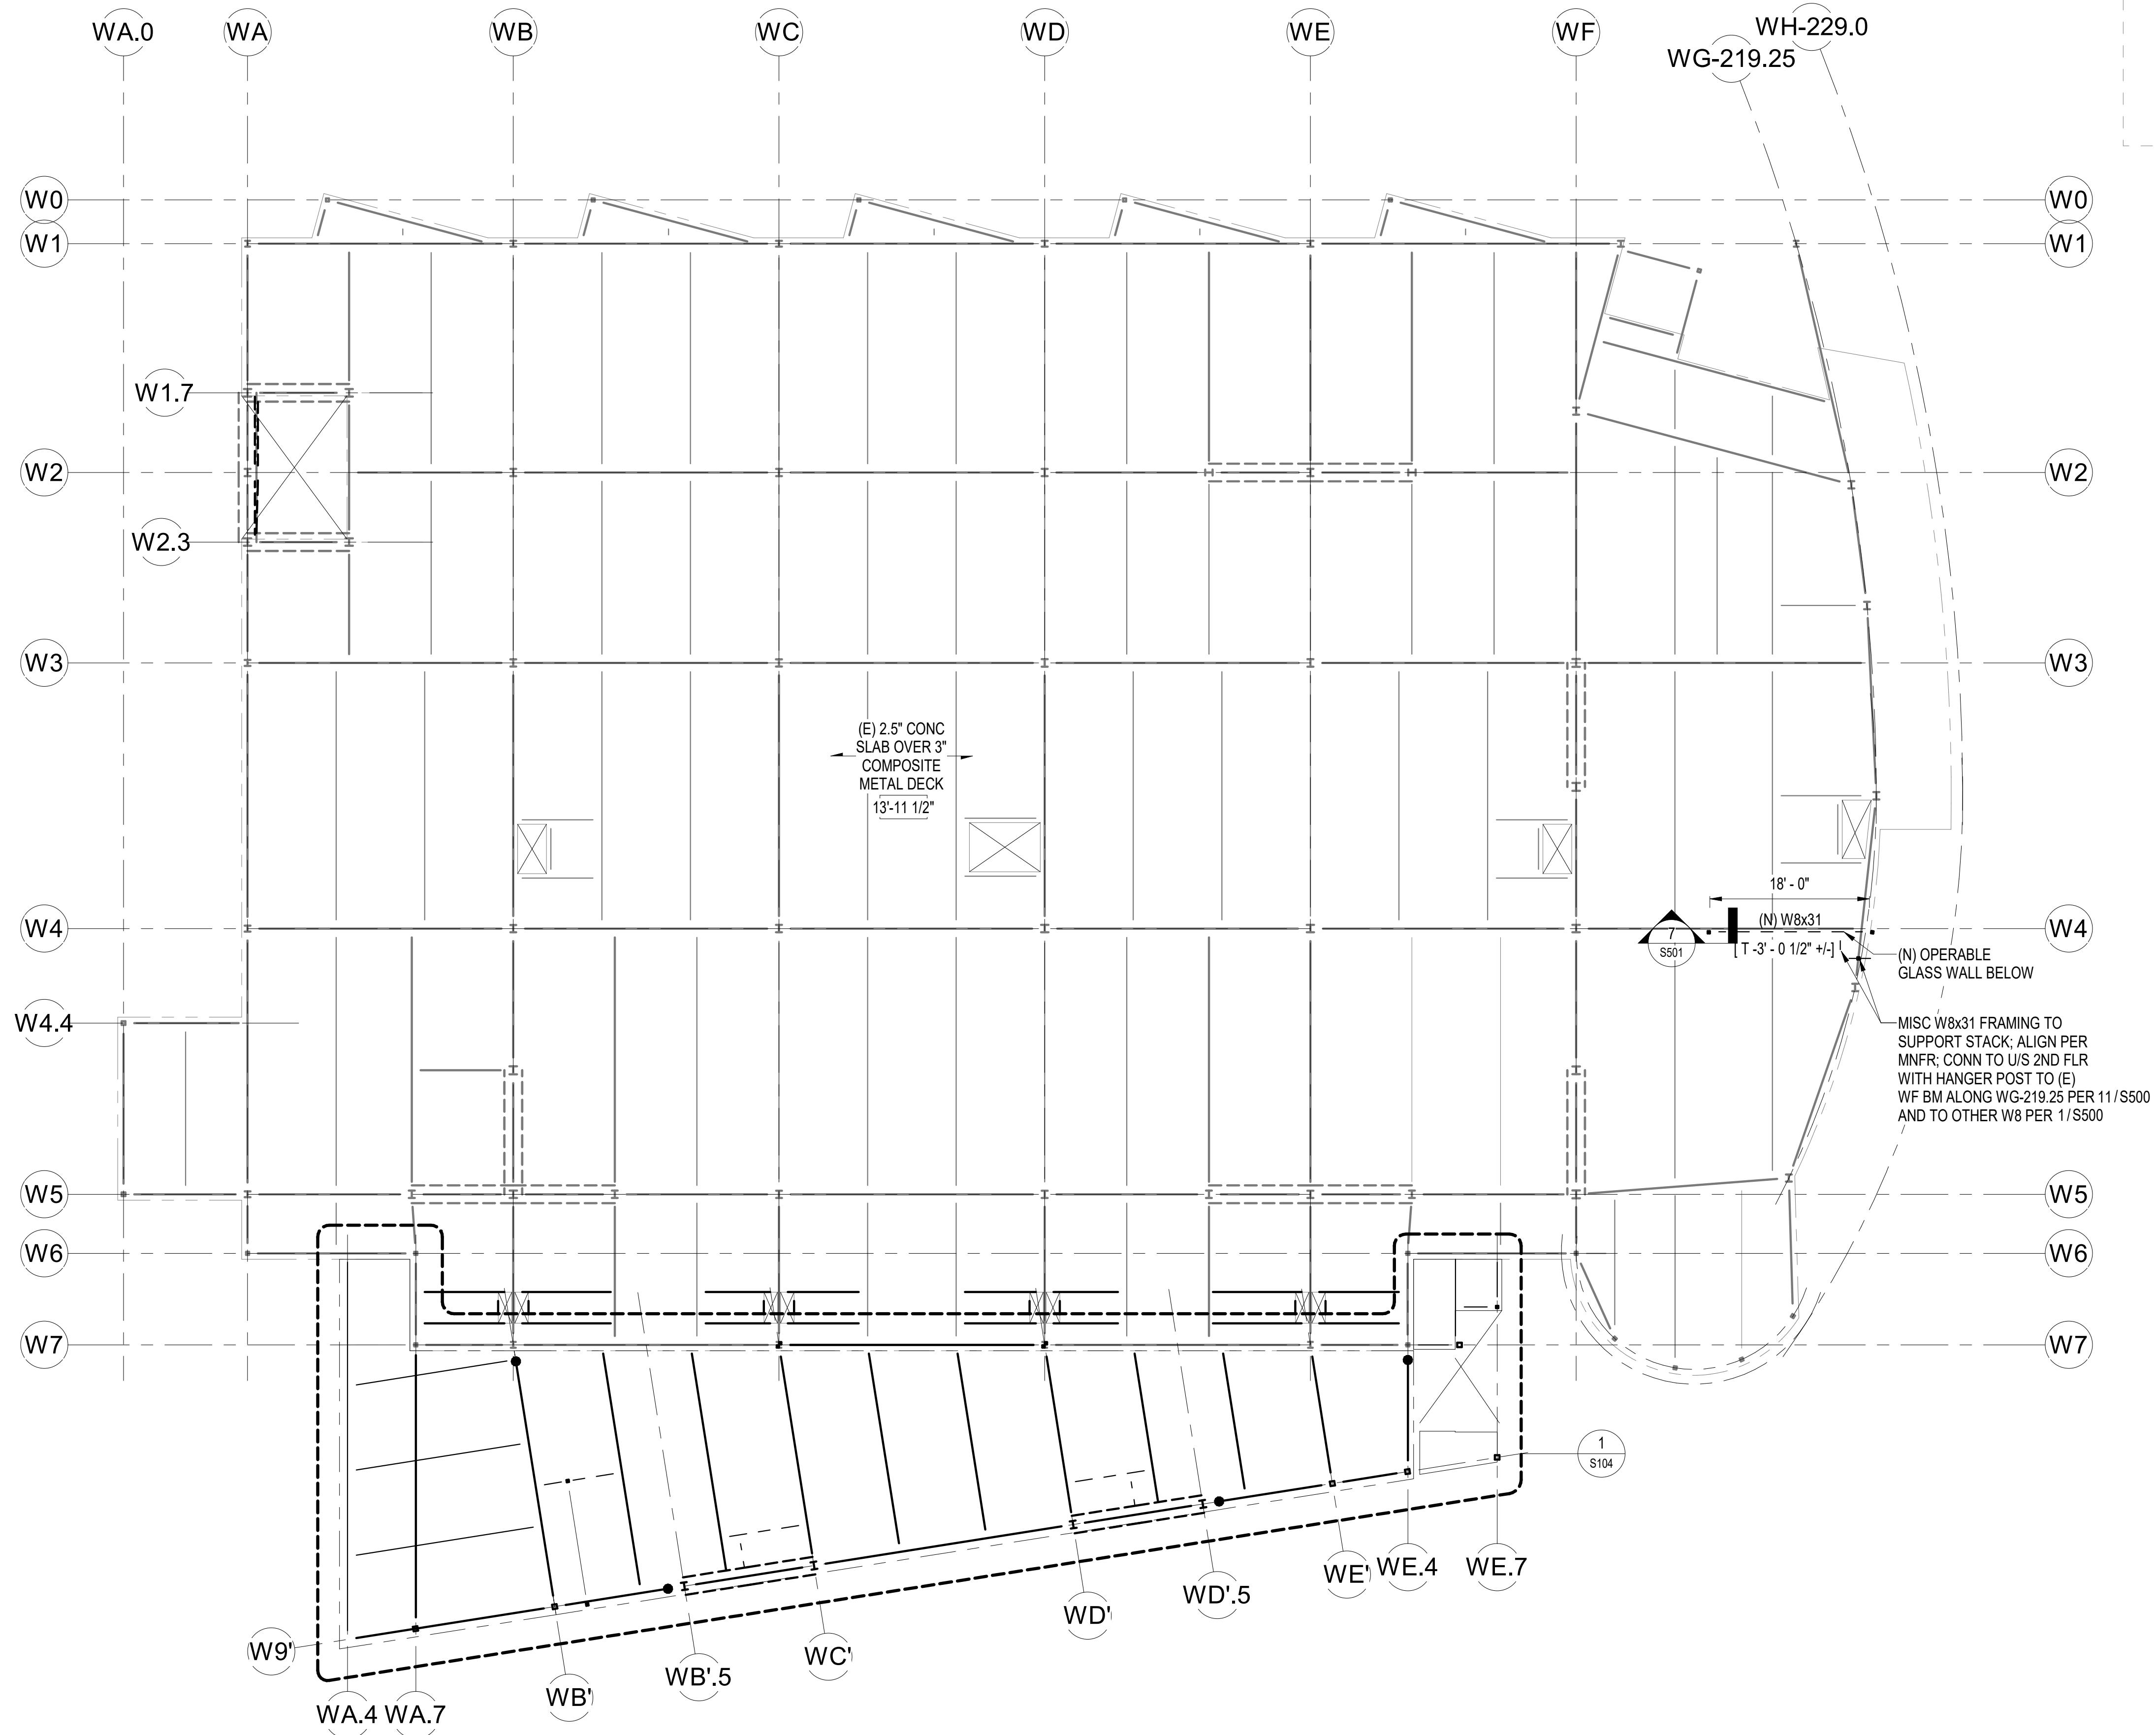 WA.0
WA
WB
WC
WD
WE
WF
WG-219.25
WH-229.0
W0
W0
W1
W1
W1.7
W2
W2
W2.3
W3
W3
(E) 2.5" CONC
SLAB OVER 3"
COMPOSITE
METAL DECK
13'-11 1/2"
18' - 0"
W4
(N) W8x31
W4
7
S501
[ T -3' - 0 1/2" +/-]
(N) OPERABLE
GLASS WALL BELOW
W4.4
MISC W8x31 FRAMING TO
SUPPORT STACK; ALIGN PER
MNFR; CONN TO U/S 2ND FLR
WITH HANGER POST TO (E)
WF BM ALONG WG-219.25 PER 11/S500
AND TO OTHER W8 PER 1/S500
W5
W5
W6
W6
W7
W7
1
S104
WE'
WE.4
WE.7
WD'.5
WD'
W9'
WC'
WB'.5
WB'
WA.4
WA.7